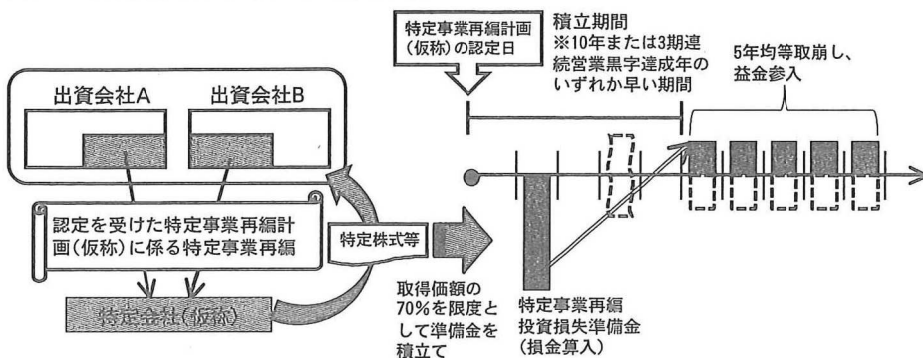 出資会社A
出資会社B
認定を受けた特定事業再編計
画(仮称)に係る特定事業再編
特定会社(仮称)
特定株式等
特定事業再編計画
(仮称)の認定日
積立期間
※10年または3期連
続営業黒字達成年の
いずれか早い期間
5年均等取崩し、
益金参入
取得価額の
70%を限度と
して準備金を
積立て
特定事業再編
投資損失準備金
(損金算入)